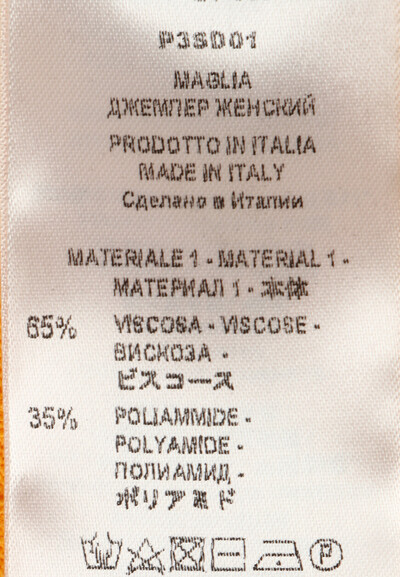 P3SD01
MAGLIA
ДЖЕМПЕР ЖЕНСКИЙ
PRODOTTO IN ITALIA
MADE IN ITALY
Сделано в Италии
MATERIALE 1 - MATERIAL 1 -
МАТЕРИАЛ 1 - 本体
65% VISCOSA - VISCOSE -
ВИСКОЗА -
ビスコース
35% POLIAMMIDE -
POLYAMIDE -
ПОЛИАМИД -
ポリアミド
P